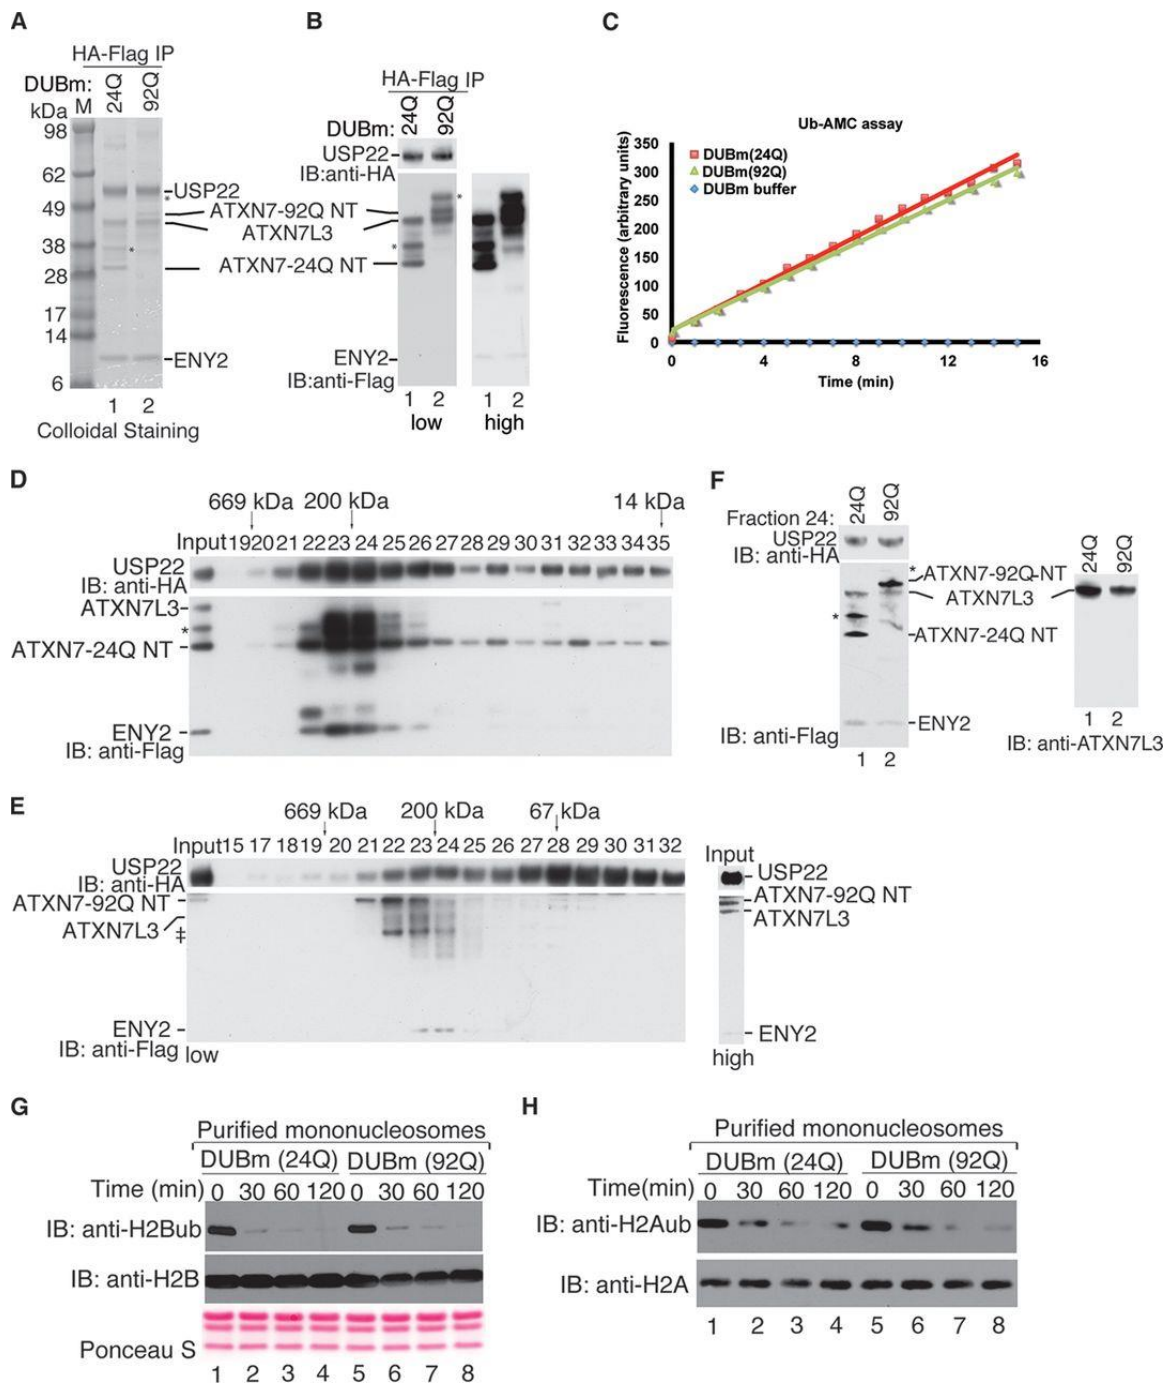 A
HA-Flag IP
DUBm: 24Q 92Q
kDa M
98
62
49
38
28
17
14
6
USP22
*
ATXN7-92Q NT
ATXN7L3
*
ATXN7-24Q NT
ENY2
1 2
Colloidal Staining
B
HA-Flag IP
DUBm: 24Q 92Q
USP22
IB:anti-HA
*
*
ENY2
IB:anti-Flag
1 2 1 2
low high
C
Ub-AMC assay
Fluorescence (arbitrary units)
350
300
250
200
150
100
50
0
DUBm(24Q)
DUBm(92Q)
DUBm buffer
0 4 8 12 16
Time (min)
D
669 kDa 200 kDa 14 kDa
Input 19 20 21 22 23 24 25 26 27 28 29 30 31 32 33 34 35
USP22
IB: anti-HA
ATXN7L3
*
ATXN7-24Q NT
ENY2
IB: anti-Flag
F
Fraction 24: 24Q 92Q
USP22
IB: anti-HA
* ATXN7-92Q NT
ATXN7L3
*
ATXN7-24Q NT
ENY2
IB: anti-Flag
1 2
24Q 92Q
1 2
IB: anti-ATXN7L3
E
669 kDa 200 kDa 67 kDa
Input 15 17 18 19 20 21 22 23 24 25 26 27 28 29 30 31 32
USP22
IB: anti-HA
ATXN7-92Q NT
ATXN7L3
‡
ENY2
IB: anti-Flag low
Input
USP22
ATXN7-92Q NT
ATXN7L3
ENY2
high
G
Purified mononucleosomes
DUBm (24Q) DUBm (92Q)
Time (min) 0 30 60 120 0 30 60 120
IB: anti-H2Bub
IB: anti-H2B
Ponceau S
1 2 3 4 5 6 7 8
H
Purified mononucleosomes
DUBm (24Q) DUBm (92Q)
Time(min) 0 30 60 120 0 30 60 120
IB: anti-H2Aub
IB: anti-H2A
1 2 3 4 5 6 7 8